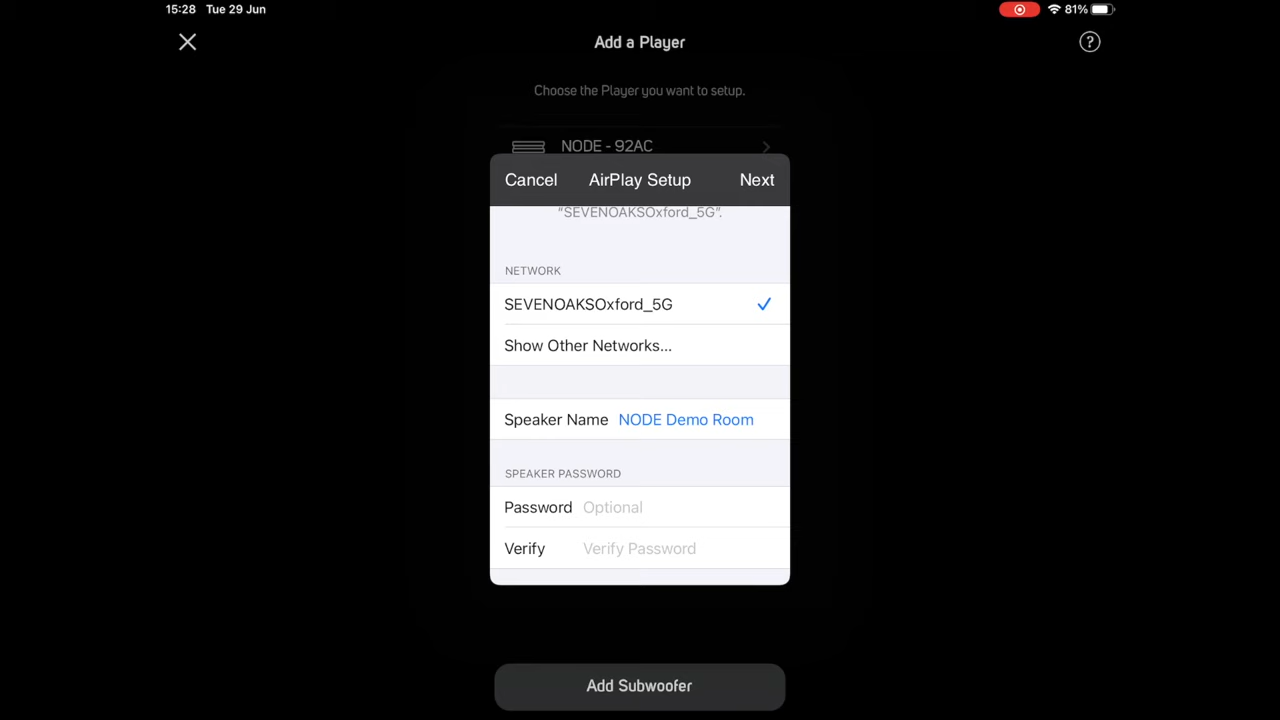 15:28 Tue 29 Jun 81%
Add a Player ?
Choose the Player you want to setup.
NODE - 92AC
Cancel AirPlay Setup Next
“SEVENOAKSOxford_5G”.
NETWORK
SEVENOAKSOxford_5G
Show Other Networks...
Speaker Name NODE Demo Room
SPEAKER PASSWORD
Password Optional
Verify Verify Password
Add Subwoofer